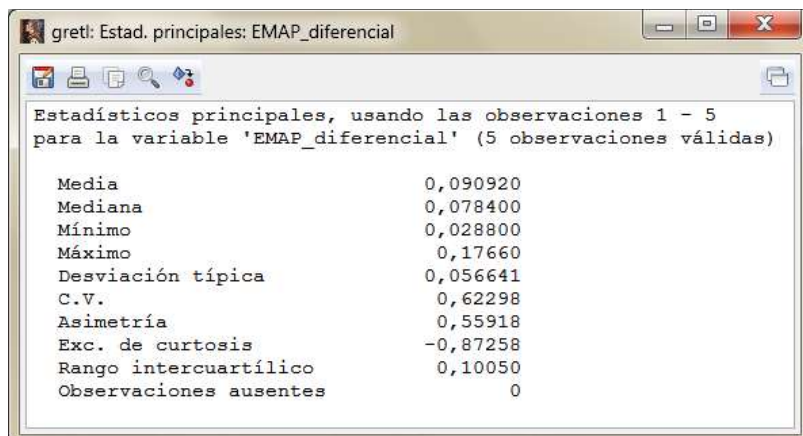 gretl: Estad. principales: EMAP_diferencial
Estadísticos principales, usando las observaciones 1 - 5
para la variable 'EMAP_diferencial' (5 observaciones válidas)
Media 0,090920
Mediana 0,078400
Mínimo 0,028800
Máximo 0,17660
Desviación típica 0,056641
C.V. 0,62298
Asimetría 0,55918
Exc. de curtosis -0,87258
Rango intercuartílico 0,10050
Observaciones ausentes 0